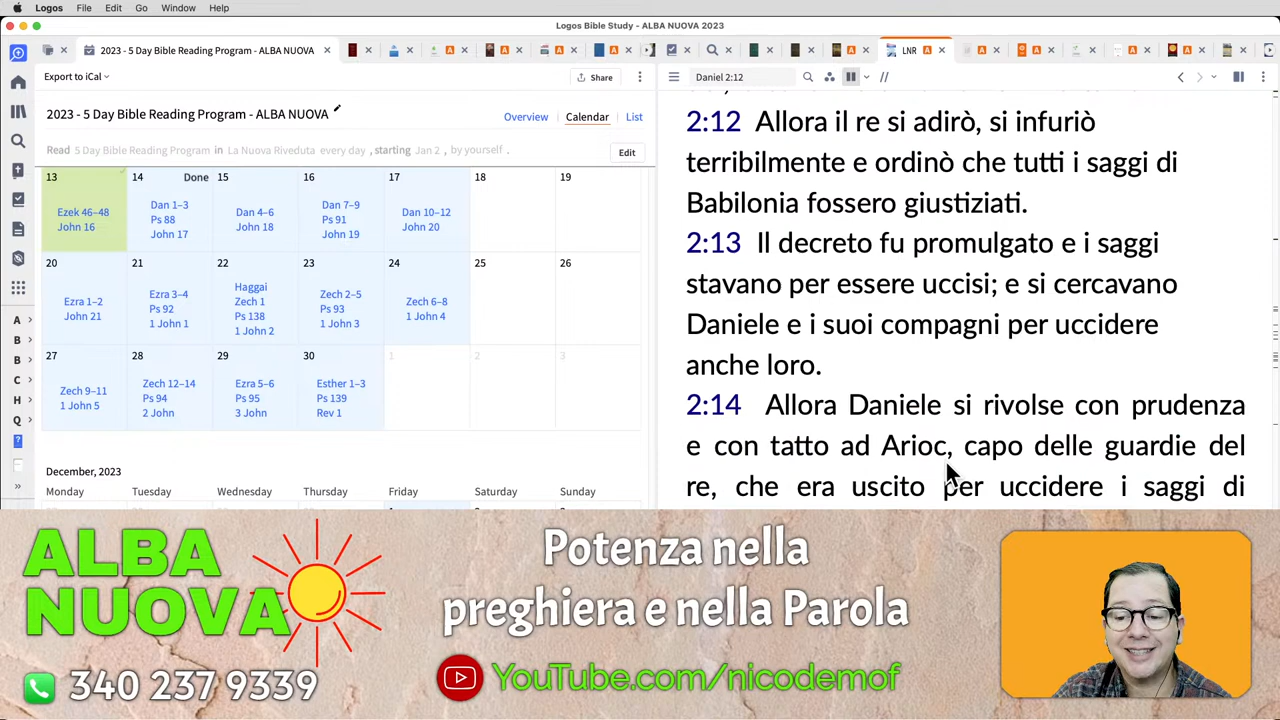 Logos File Edit Go Window Help
Logos Bible Study - ALBA NUOVA 2023
2023 - 5 Day Bible Reading Program - ALBA NUOVA
LNR
Export to iCal
Share
Daniel 2:12
2023 - 5 Day Bible Reading Program - ALBA NUOVA
Overview Calendar List
Read 5 Day Bible Reading Program in La Nuova Riveduta every day , starting Jan 2 , by yourself .
Edit
13 14 Done 15 16 17 18 19
Ezek 46–48
John 16
Dan 1–3
Ps 88
John 17
Dan 4–6
John 18
Dan 7–9
Ps 91
John 19
Dan 10–12
John 20
20 21 22 23 24 25 26
Ezra 1–2
John 21
Ezra 3–4
Ps 92
1 John 1
Haggai
Zech 1
Ps 138
1 John 2
Zech 2–5
Ps 93
1 John 3
Zech 6–8
1 John 4
27 28 29 30 1 2 3
Zech 9–11
1 John 5
Zech 12–14
Ps 94
2 John
Ezra 5–6
Ps 95
3 John
Esther 1–3
Ps 139
Rev 1
December, 2023
Monday Tuesday Wednesday Thursday Friday Saturday Sunday
A
B
B
C
H
Q
2:12 Allora il re si adirò, si infuriò
terribilmente e ordinò che tutti i saggi di
Babilonia fossero giustiziati.
2:13 Il decreto fu promulgato e i saggi
stavano per essere uccisi; e si cercavano
Daniele e i suoi compagni per uccidere
anche loro.
2:14 Allora Daniele si rivolse con prudenza
e con tatto ad Arioc, capo delle guardie del
re, che era uscito per uccidere i saggi di
ALBA
NUOVA
340 237 9339
Potenza nella
preghiera e nella Parola
YouTube.com/nicodemof